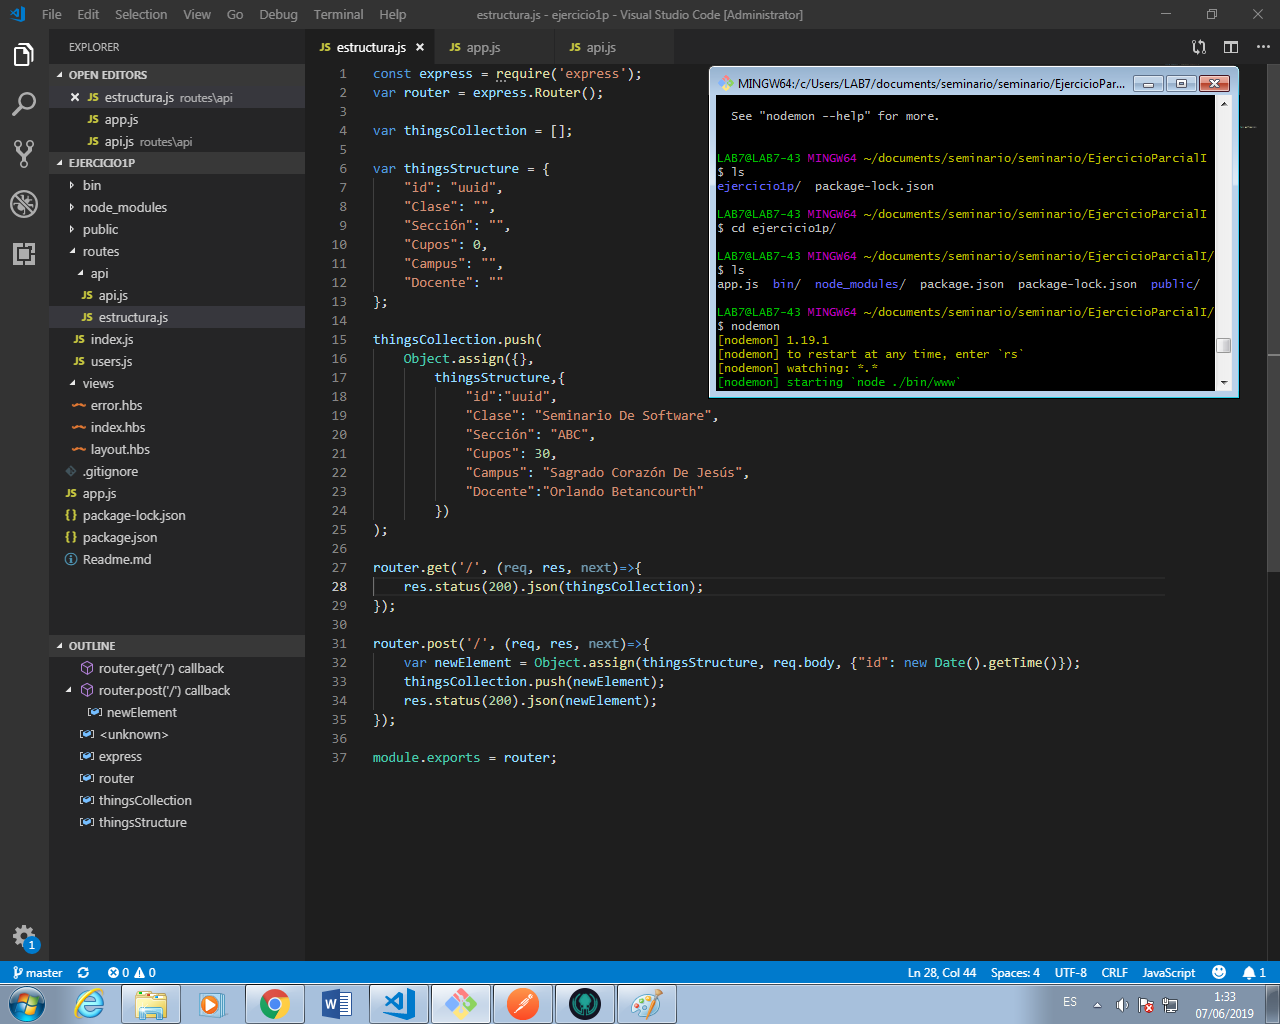 File Edit Selection View Go Debug Terminal Help
estructura.js - ejercicio1p - Visual Studio Code [Administrator]
EXPLORER
OPEN EDITORS
JS estructura.js routes\api
JS app.js
JS api.js routes\api
EJERCICIO1P
bin
node_modules
public
routes
api
JS api.js
JS estructura.js
JS index.js
JS users.js
views
error.hbs
index.hbs
layout.hbs
.gitignore
JS app.js
{} package-lock.json
{} package.json
Readme.md
OUTLINE
router.get('/') callback
router.post('/') callback
newElement
<unknown>
express
router
thingsCollection
thingsStructure
JS estructura.js
JS app.js
JS api.js
1 const express = require('express');
2 var router = express.Router();
3
4 var thingsCollection = [];
5
6 var thingsStructure = {
7 "id": "uuid",
8 "Clase": "",
9 "Sección": "",
10 "Cupos": 0,
11 "Campus": "",
12 "Docente": ""
13 };
14
15 thingsCollection.push(
16 Object.assign({},
17 thingsStructure,{
18 "id":"uuid",
19 "Clase": "Seminario De Software",
20 "Sección": "ABC",
21 "Cupos": 30,
22 "Campus": "Sagrado Corazón De Jesús",
23 "Docente":"Orlando Betancourth"
24 })
25 );
26
27 router.get('/', (req, res, next)=>{
28 res.status(200).json(thingsCollection);
29 });
30
31 router.post('/', (req, res, next)=>{
32 var newElement = Object.assign(thingsStructure, req.body, {"id": new Date().getTime()});
33 thingsCollection.push(newElement);
34 res.status(200).json(newElement);
35 });
36
37 module.exports = router;
MINGW64:/c/Users/LAB7/documents/seminario/seminario/EjercicioPar...
See "nodemon --help" for more.
LAB7@LAB7-43 MINGW64 ~/documents/seminario/seminario/EjercicioParcialI
$ ls
ejercicio1p/ package-lock.json
LAB7@LAB7-43 MINGW64 ~/documents/seminario/seminario/EjercicioParcialI
$ cd ejercicio1p/
LAB7@LAB7-43 MINGW64 ~/documents/seminario/seminario/EjercicioParcialI/
$ ls
app.js bin/ node_modules/ package.json package-lock.json public/
LAB7@LAB7-43 MINGW64 ~/documents/seminario/seminario/EjercicioParcialI/
$ nodemon
[nodemon] 1.19.1
[nodemon] to restart at any time, enter `rs`
[nodemon] watching: *.*
[nodemon] starting `node ./bin/www`
1
master 0 0
Ln 28, Col 44 Spaces: 4 UTF-8 CRLF JavaScript 1
ES
1:33
07/06/2019